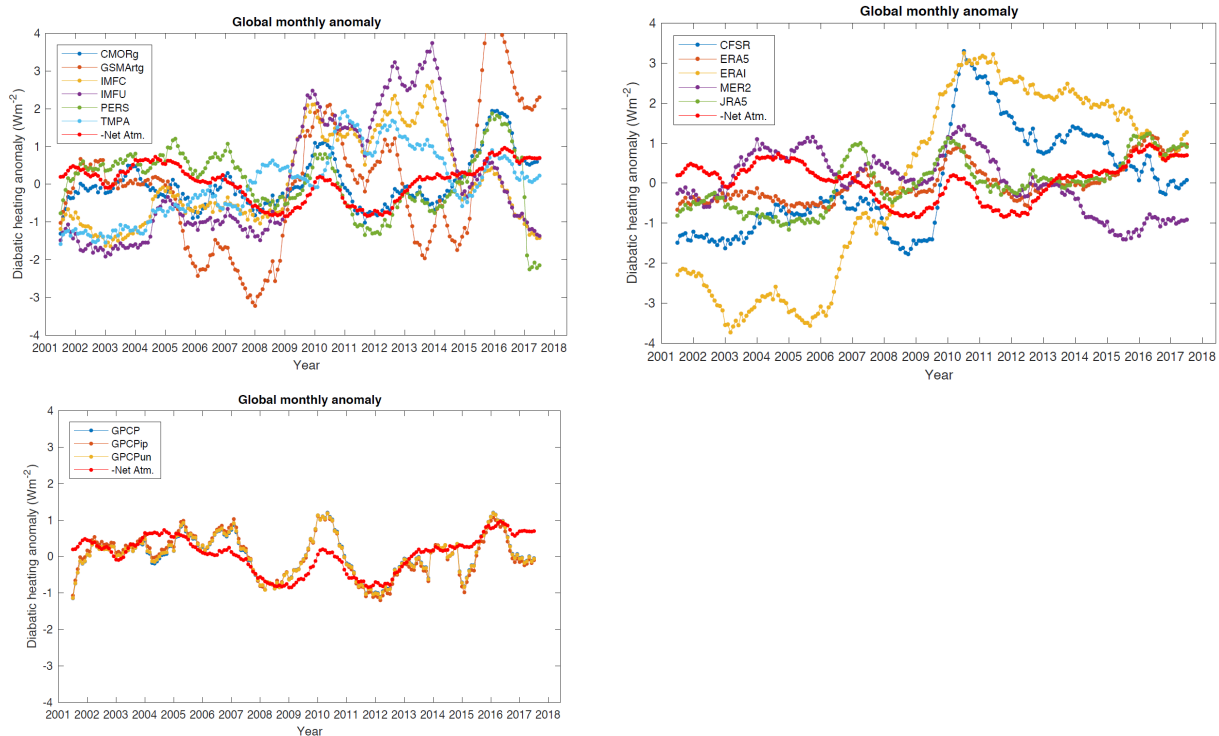 Global monthly anomaly
CMORg
GSMArtg
IMFC
IMFU
PERS
TMPA
-Net Atm.
Diabatic heating anomaly (Wm⁻²)
4
3
2
1
0
-1
-2
-3
-4
2001 2002 2003 2004 2005 2006 2007 2008 2009 2010 2011 2012 2013 2014 2015 2016 2017 2018
Year
Global monthly anomaly
CFSR
ERA5
ERAI
MER2
JRA5
-Net Atm.
Diabatic heating anomaly (Wm⁻²)
4
3
2
1
0
-1
-2
-3
-4
2001 2002 2003 2004 2005 2006 2007 2008 2009 2010 2011 2012 2013 2014 2015 2016 2017 2018
Year
Global monthly anomaly
GPCP
GPCPip
GPCPun
-Net Atm.
Diabatic heating anomaly (Wm⁻²)
4
3
2
1
0
-1
-2
-3
-4
2001 2002 2003 2004 2005 2006 2007 2008 2009 2010 2011 2012 2013 2014 2015 2016 2017 2018
Year